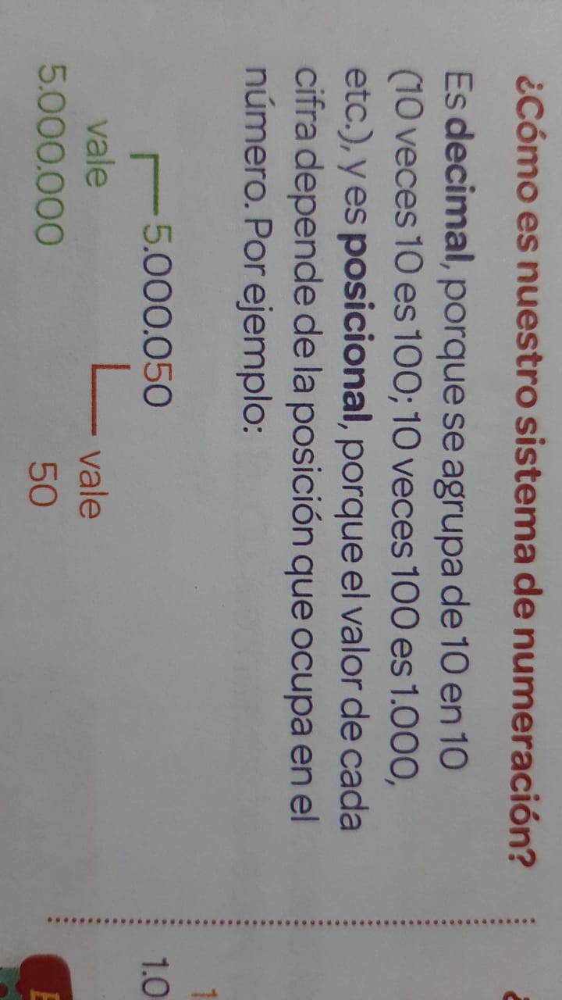 ¿Cómo es nuestro sistema de numeración?
Es decimal, porque se agrupa de 10 en 10
(10 veces 10 es 100; 10 veces 100 es 1.000,
etc.), y es posicional, porque el valor de cada
cifra depende de la posición que ocupa en el
número. Por ejemplo:
5.000.050
vale
5.000.000
vale
50
1
1.0